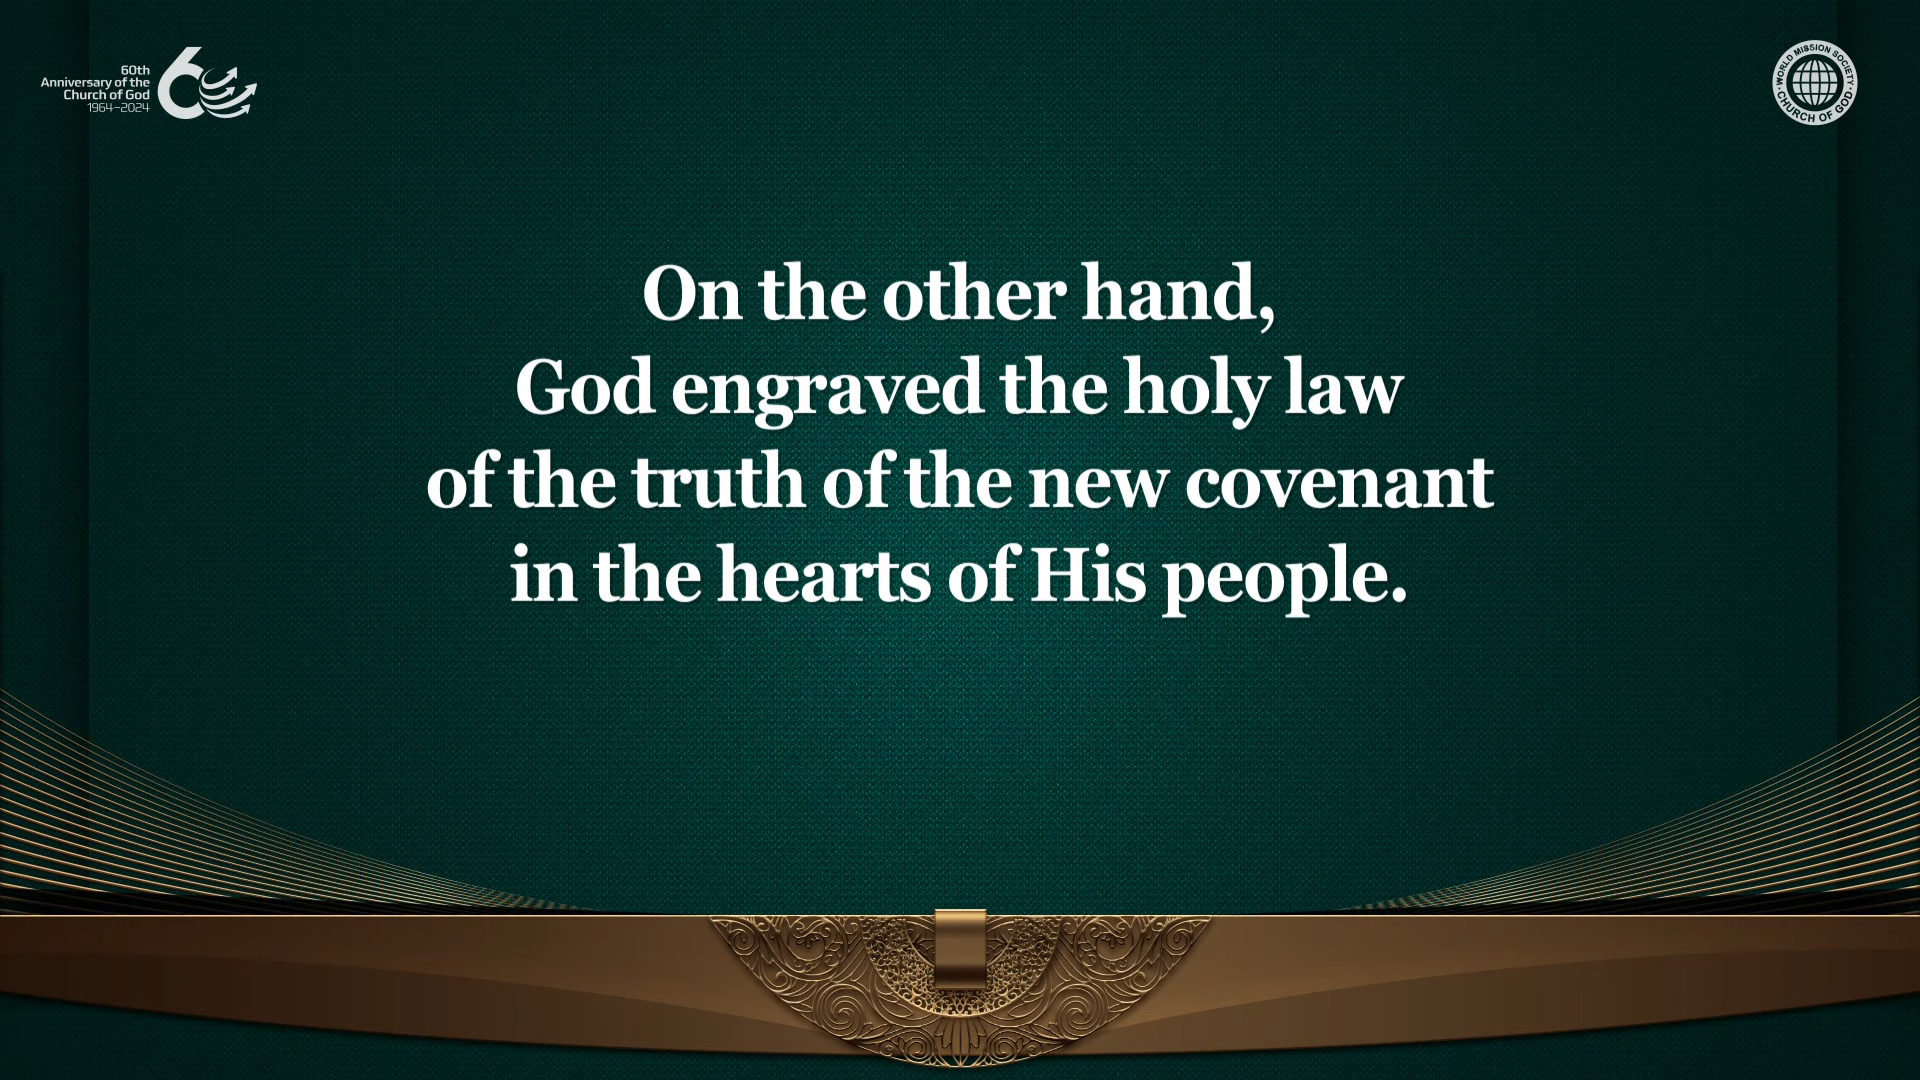 60th
Anniversary of the
Church of God
1964–2024
60
WORLD MISSION SOCIETY
CHURCH OF GOD
On the other hand,
God engraved the holy law
of the truth of the new covenant
in the hearts of His people.